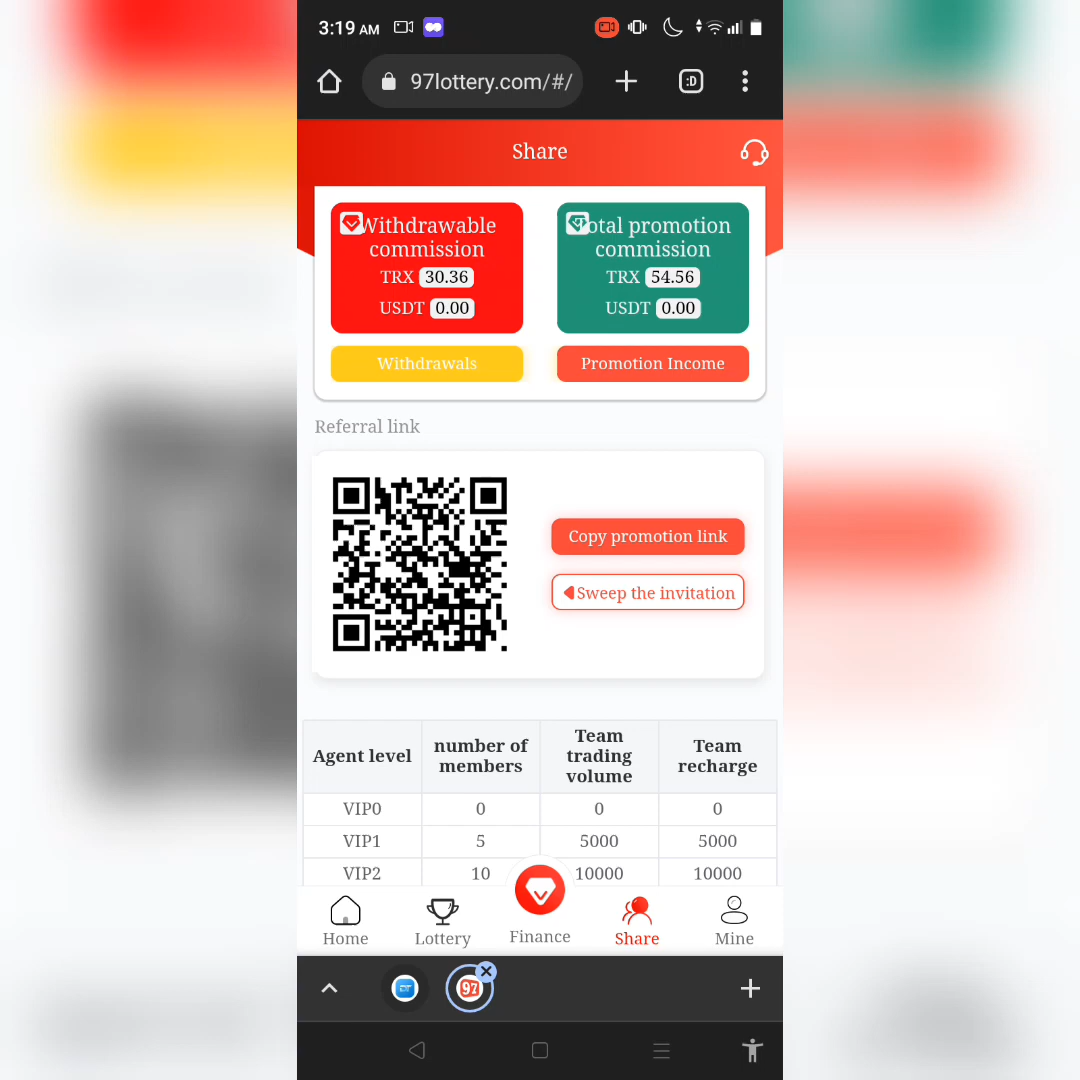 3:19 AM
97lottery.com/#/
:D
Share
Withdrawable
commission
TRX 30.36
USDT 0.00
Total promotion
commission
TRX 54.56
USDT 0.00
Withdrawals
Promotion Income
Referral link
Copy promotion link
Sweep the invitation
Agent level number of members Team trading volume Team recharge
VIP0 0 0 0
VIP1 5 5000 5000
VIP2 10 10000 10000
Home Lottery Finance Share Mine
97